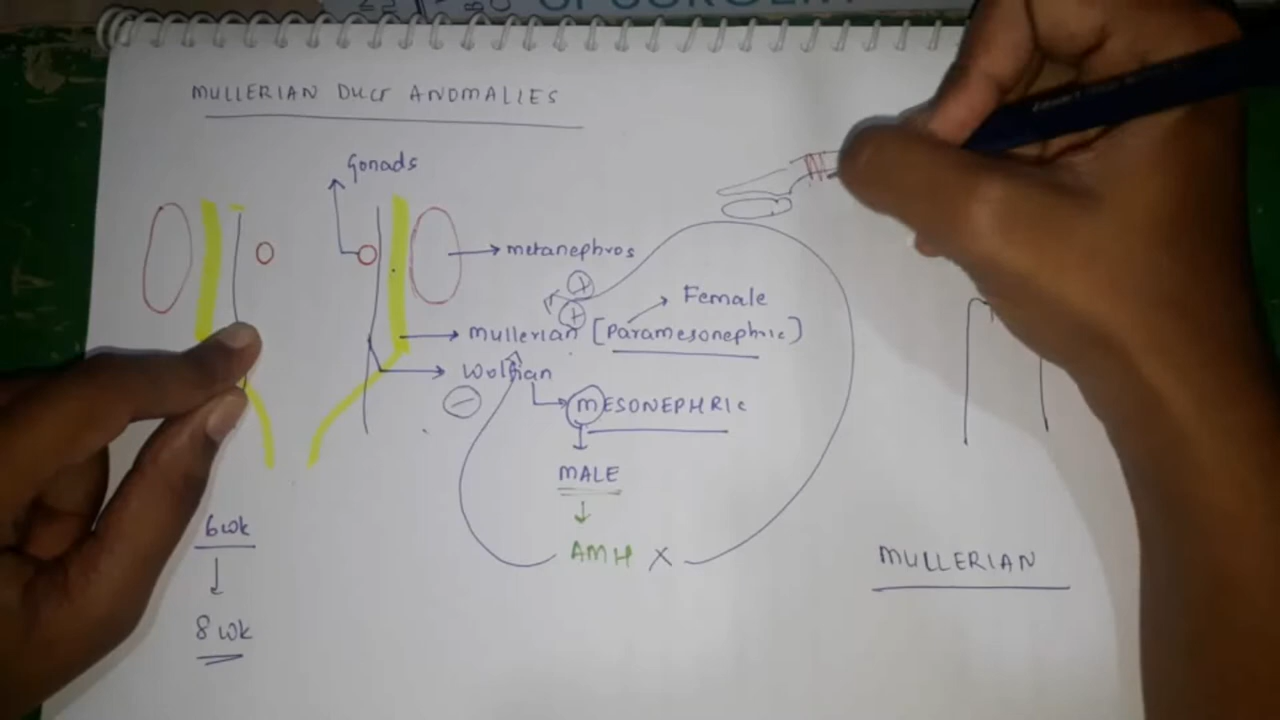 MULLERIAN DUCT ANOMALIES
Gonads
metanephros
+
+
Female
mullerian [Paramesonephric)
Wolfian
−
MESONEPHRIC
MALE
AMH X
6wk
8wk
MULLERIAN